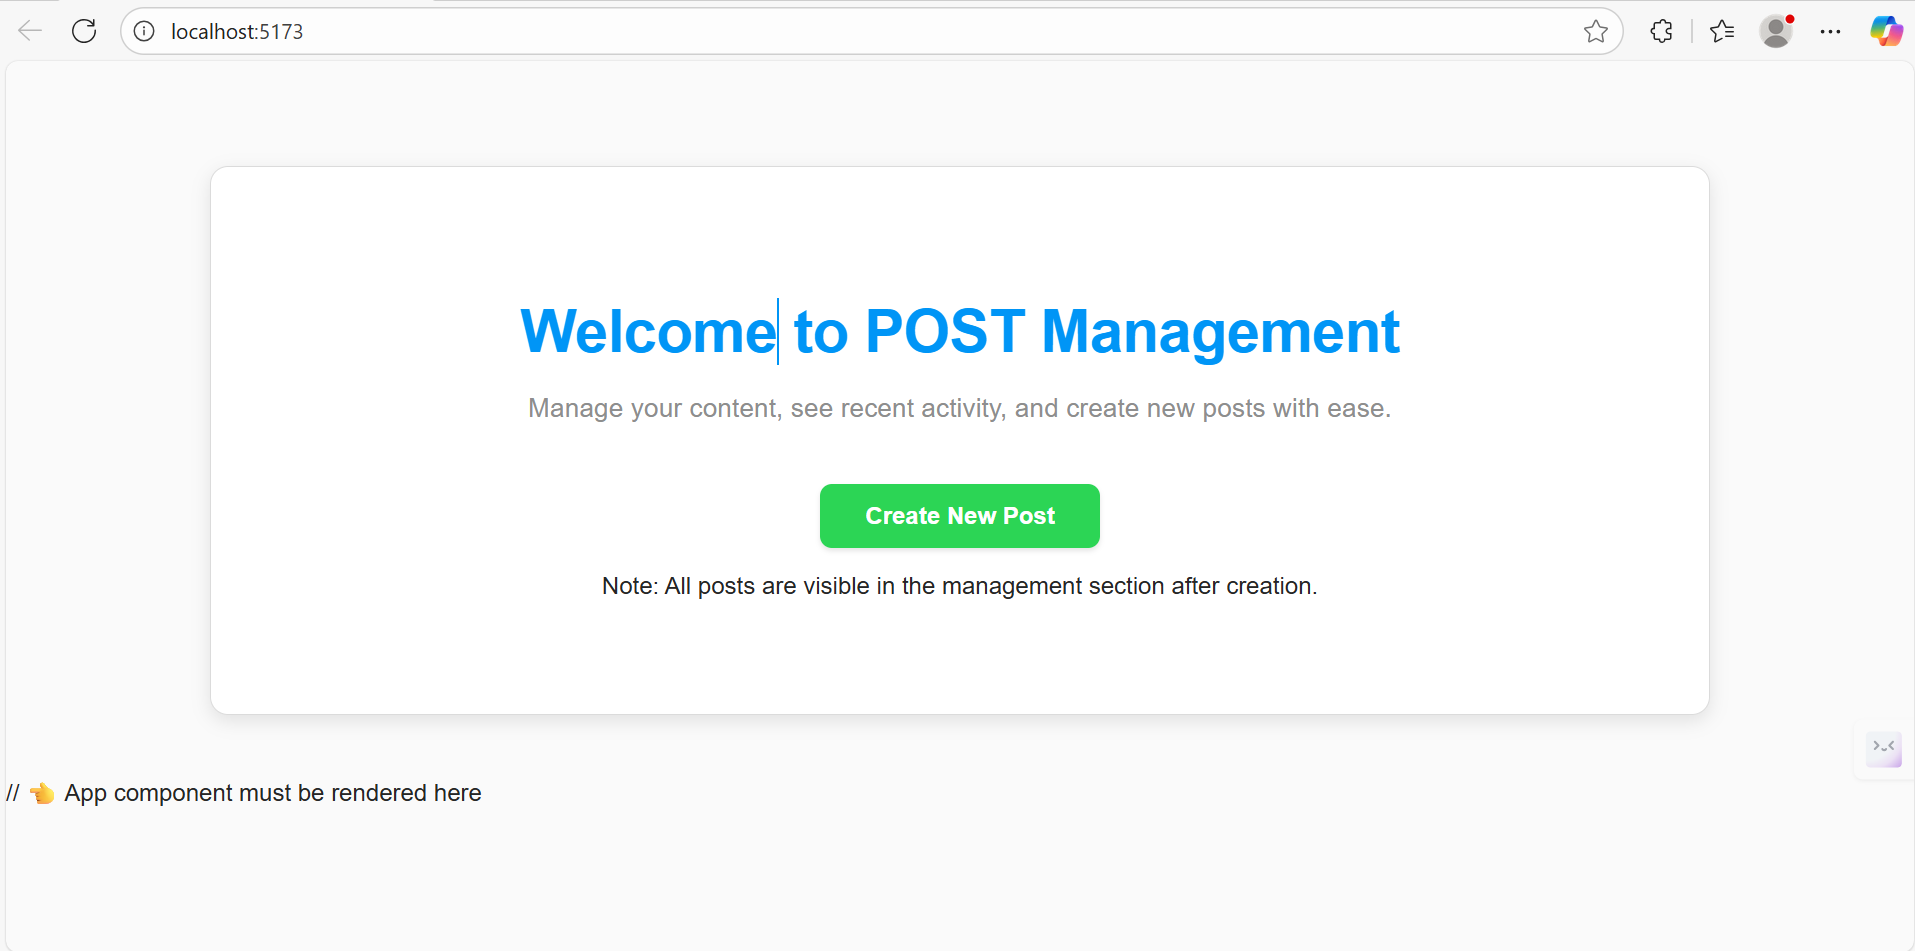 localhost:5173
Welcome to POST Management
Manage your content, see recent activity, and create new posts with ease.
Create New Post
Note: All posts are visible in the management section after creation.
// 👈 App component must be rendered here